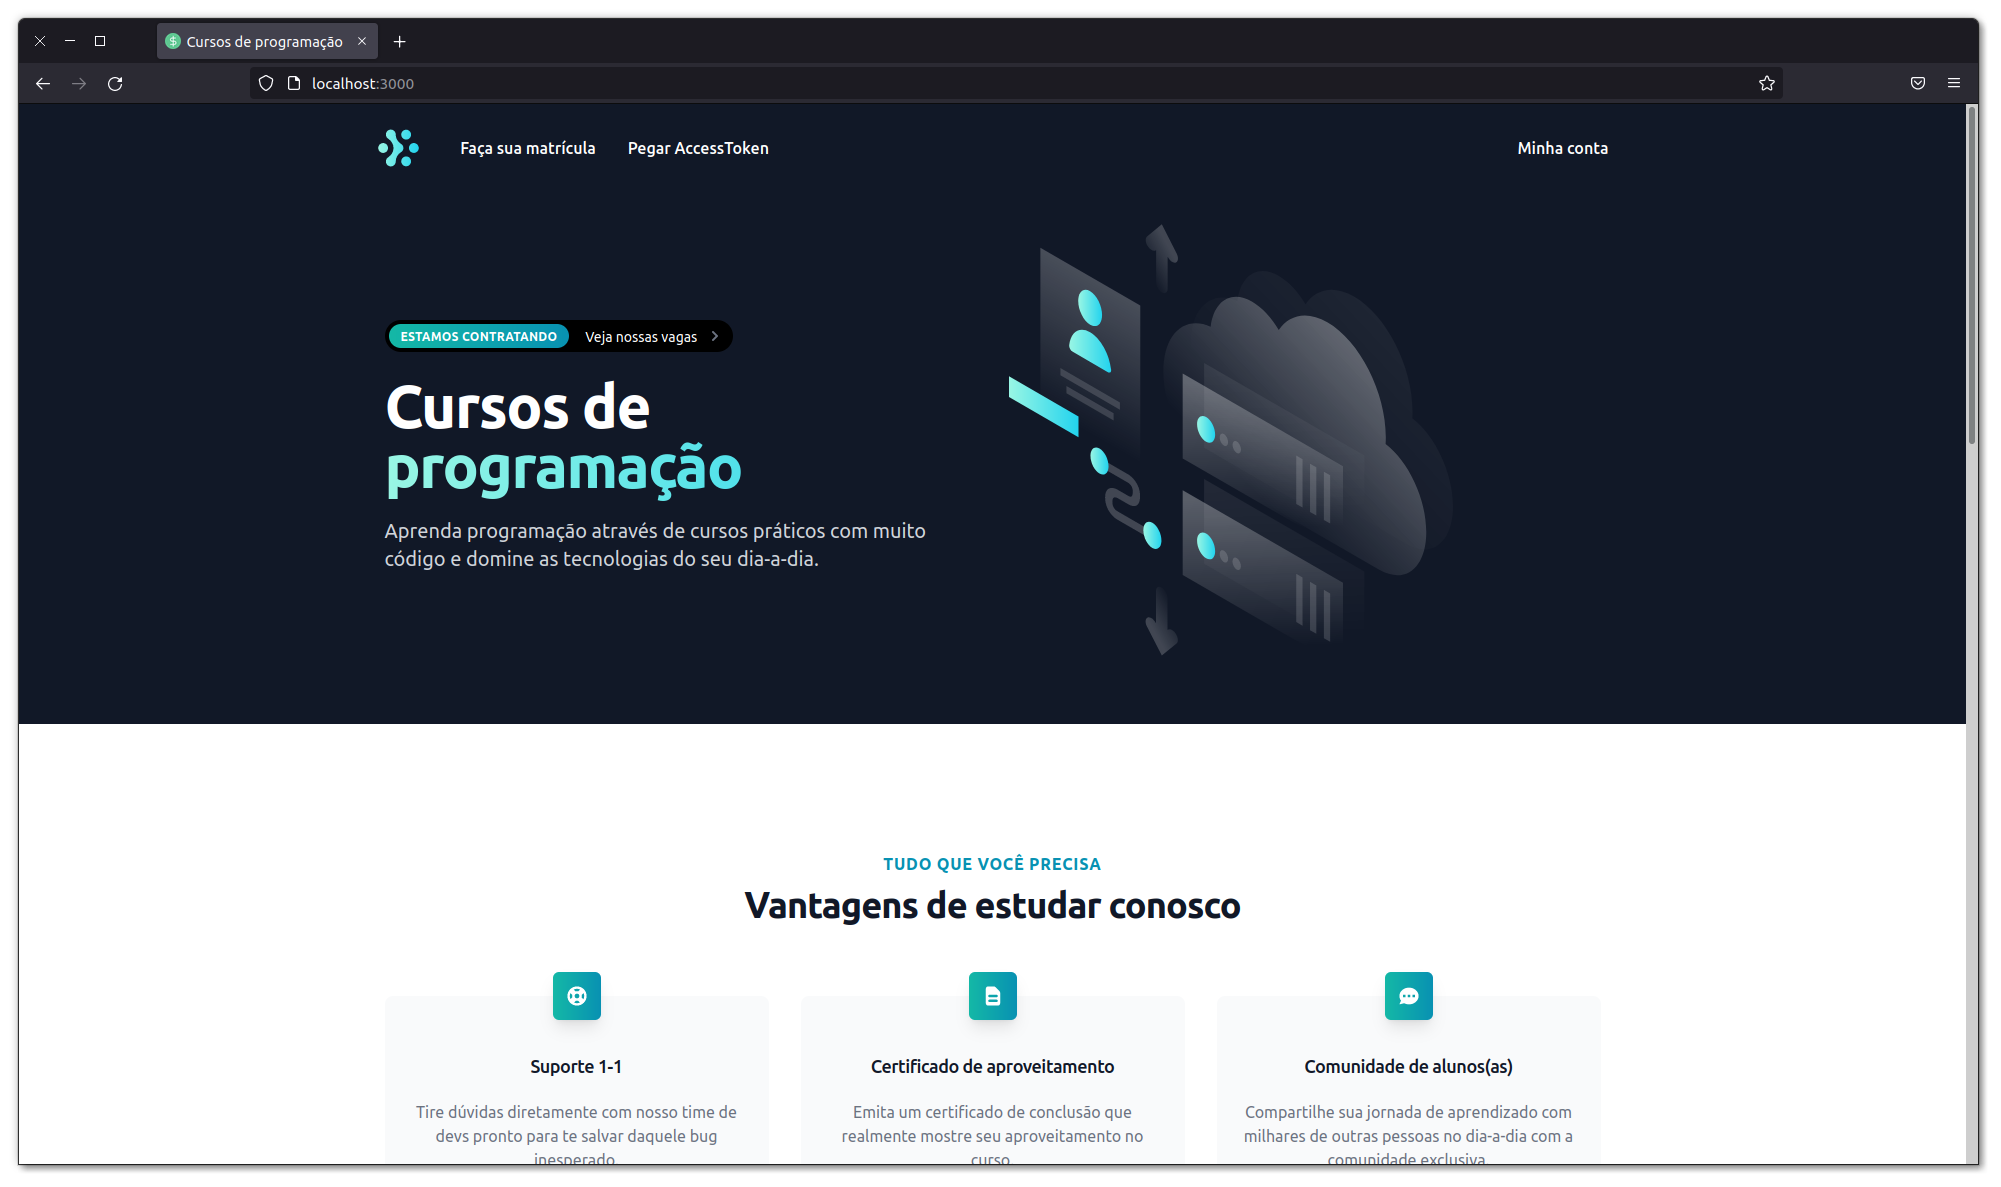 Cursos de programação
localhost:3000
Faça sua matrícula Pegar AccessToken Minha conta
ESTAMOS CONTRATANDO Veja nossas vagas
Cursos de
programação
Aprenda programação através de cursos práticos com muito
código e domine as tecnologias do seu dia-a-dia.
TUDO QUE VOCÊ PRECISA
Vantagens de estudar conosco
Suporte 1-1
Tire dúvidas diretamente com nosso time de
devs pronto para te salvar daquele bug
inesperado.
Certificado de aproveitamento
Emita um certificado de conclusão que
realmente mostre seu aproveitamento no
curso.
Comunidade de alunos(as)
Compartilhe sua jornada de aprendizado com
milhares de outras pessoas no dia-a-dia com a
comunidade exclusiva.